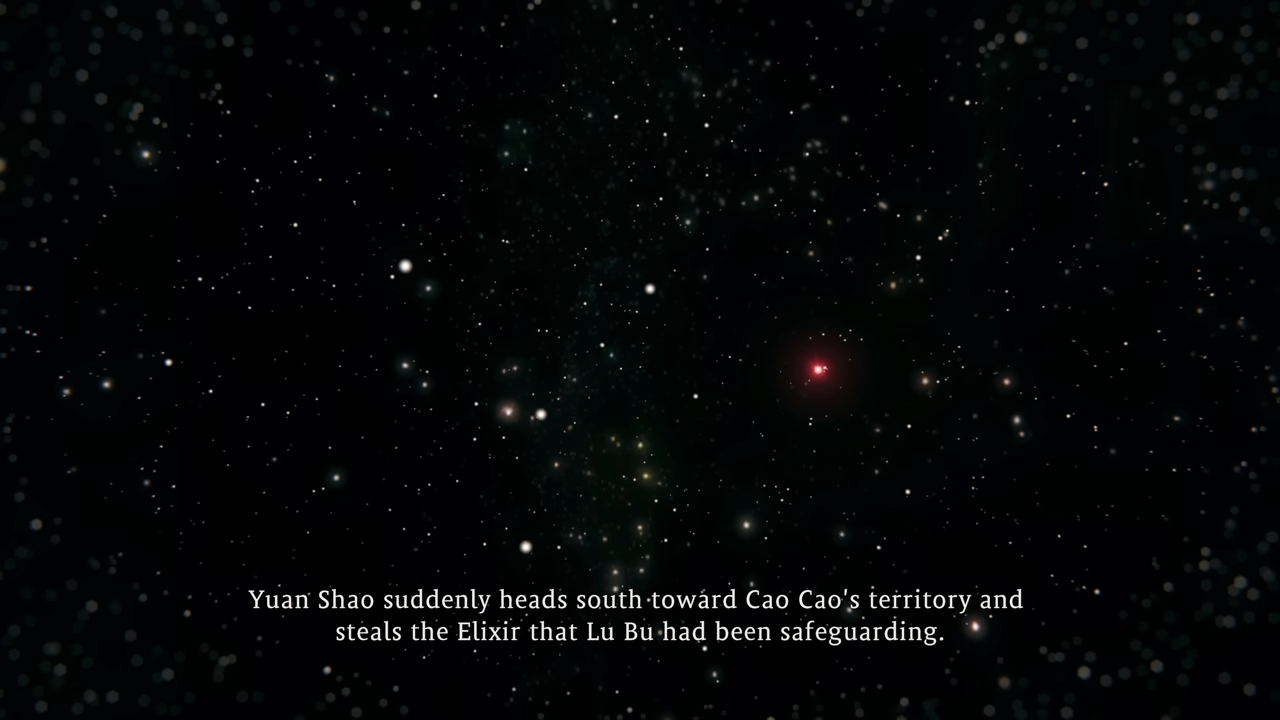 Yuan Shao suddenly heads south toward Cao Cao's territory and
steals the Elixir that Lu Bu had been safeguarding.